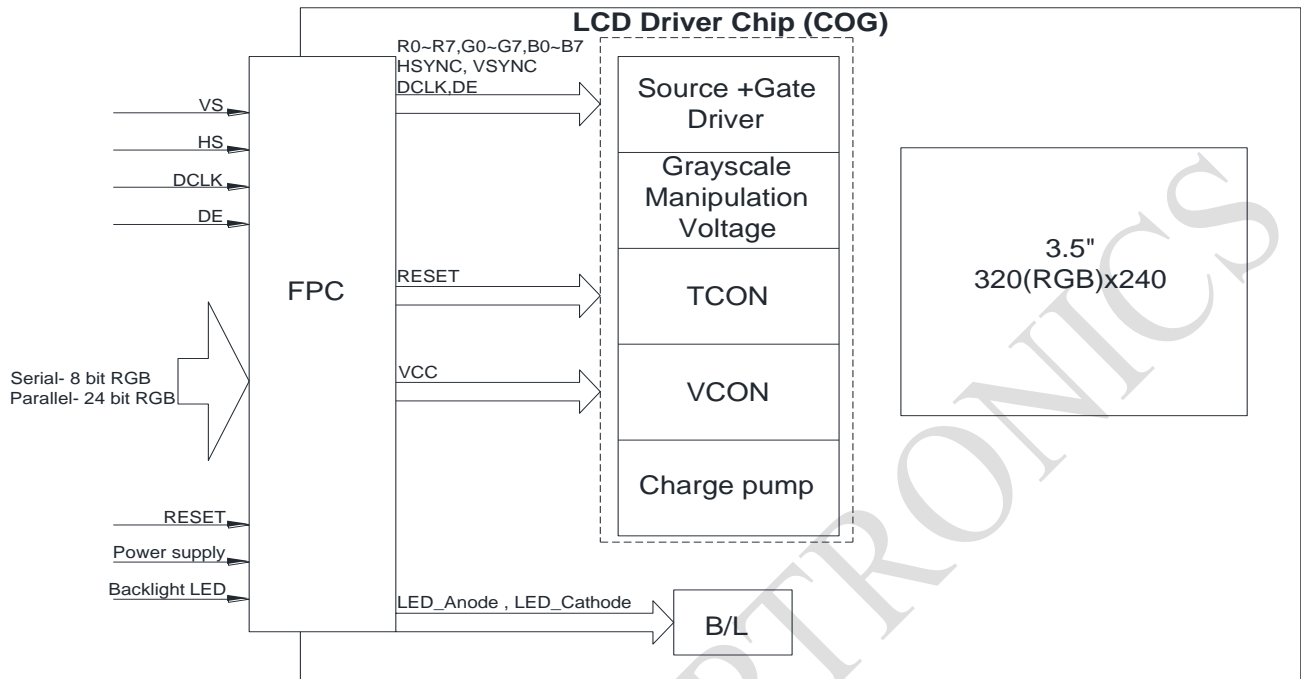 LCD Driver Chip (COG)
R0~R7,G0~G7,B0~B7
HSYNC, VSYNC
DCLK,DE
VS
HS
DCLK
DE
Serial- 8 bit RGB
Parallel- 24 bit RGB
RESET
Power supply
Backlight LED
FPC
RESET
VCC
LED_Anode , LED_Cathode
Source +Gate
Driver
Grayscale
Manipulation
Voltage
TCON
VCON
Charge pump
B/L
3.5"
320(RGB)x240
RTRONICS